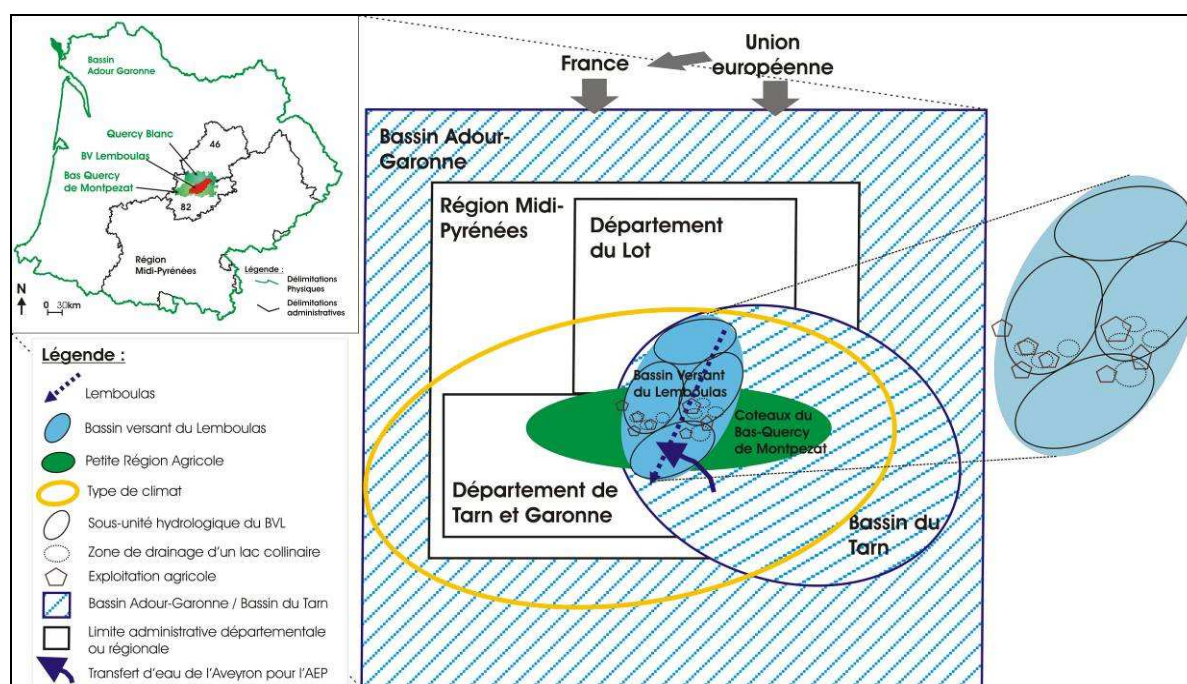 Bassin
Adour Garonne
Quercy Blanc
46
BV Lemboulas
Bas Quercy
de Montpezat
82
Région
Midi-Pyrénées
Légende :
Délimitations
Physiques
Délimitations
administratives
N
0 30km
Légende :
Lemboulas
Bassin versant du Lemboulas
Petite Région Agricole
Type de climat
Sous-unité hydrologique du BVL
Zone de drainage d'un lac collinaire
Exploitation agricole
Bassin Adour-Garonne / Bassin du Tarn
Limite administrative départementale
ou régionale
Transfert d'eau de l'Aveyron pour l'AEP
Union
européenne
France
Bassin Adour-
Garonne
Région Midi-
Pyrénées
Département
du Lot
Bassin Versant
du Lemboulas
Coteaux du
Bas-Quercy
de Montpezat
Département de
Tarn et Garonne
Bassin du
Tarn